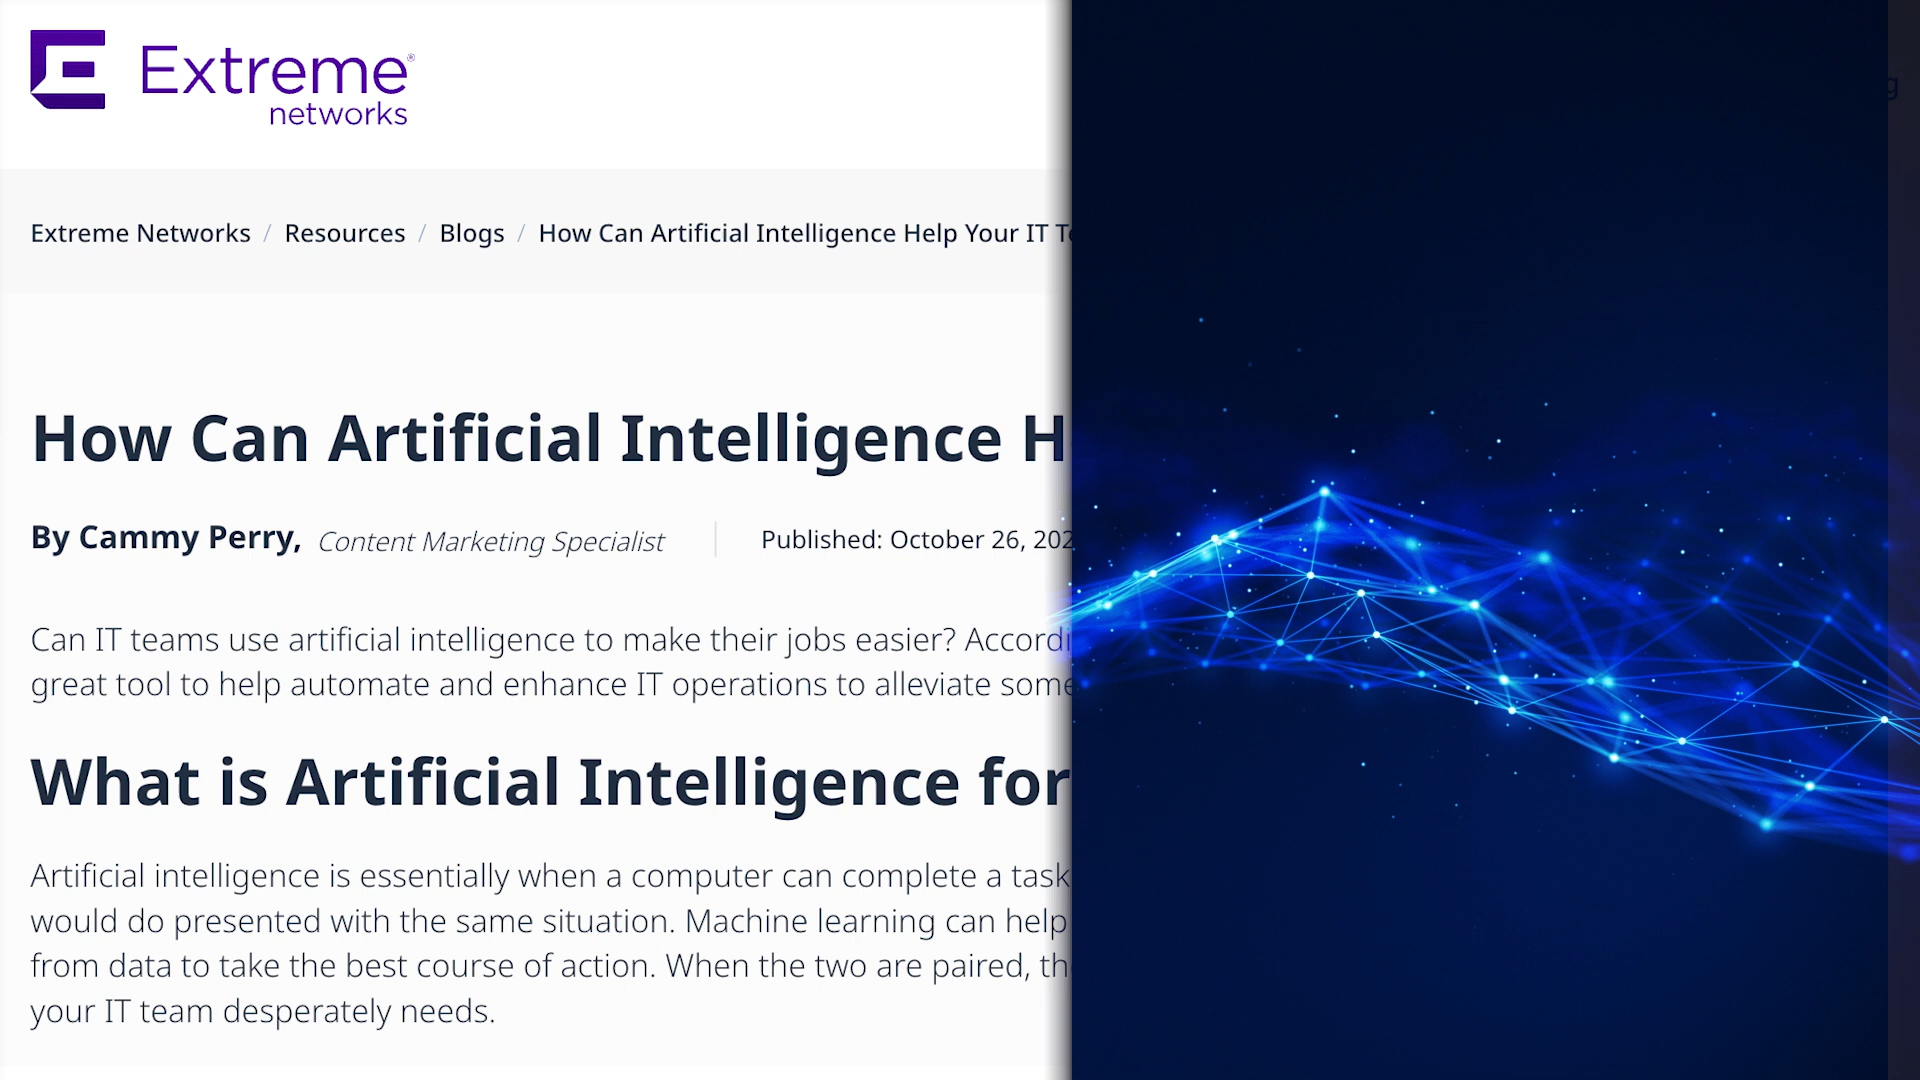 Extreme®
networks
Extreme Networks / Resources / Blogs / How Can Artificial Intelligence Help Your IT
How Can Artificial Intelligence
By Cammy Perry, Content Marketing Specialist Published: October 26,
Can IT teams use artificial intelligence to make their jobs easier?
great tool to help automate and enhance IT operations to alleviate some
What is Artificial Intelligence for
Artificial intelligence is essentially when a computer can complete a task
would do presented with the same situation. Machine learning can help
from data to take the best course of action. When the two are paired,
your IT team desperately needs.